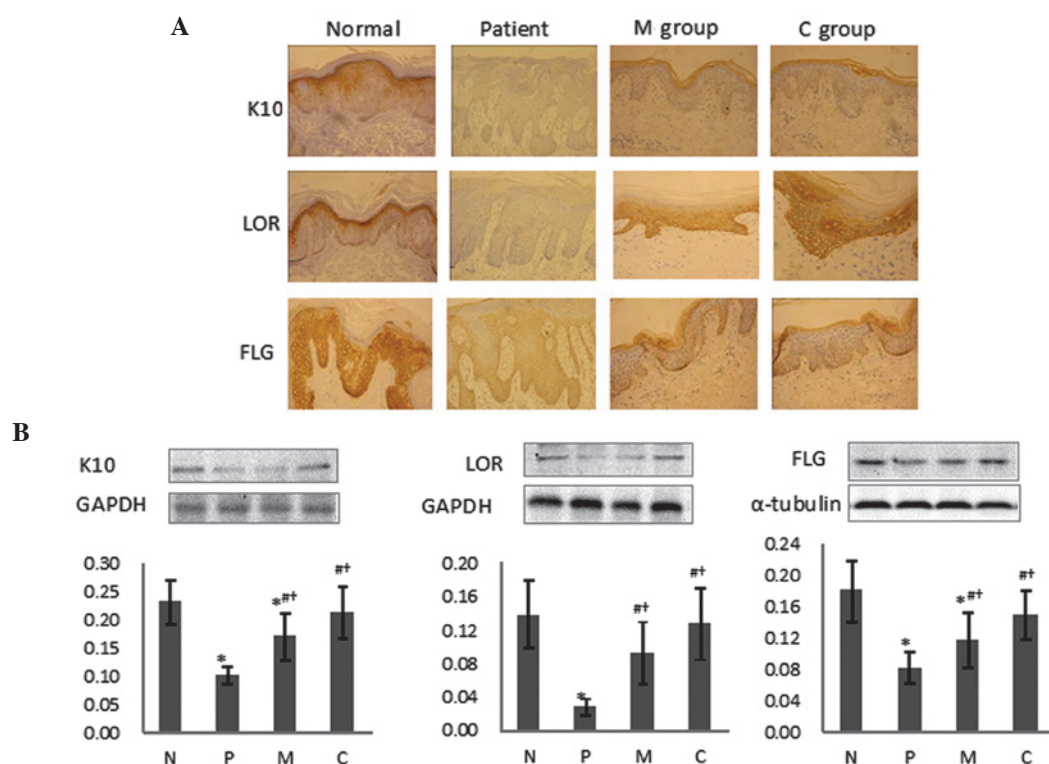 A
Normal Patient M group C group
K10
LOR
FLG
B
K10
GAPDH
0.30
0.25
0.20
0.15
0.10
0.05
0.00
* *#† #†
N P M C
LOR
GAPDH
0.20
0.16
0.12
0.08
0.04
0.00
* #† #†
N P M C
FLG
α-tubulin
0.24
0.20
0.16
0.12
0.08
0.04
0.00
* *#† #†
N P M C